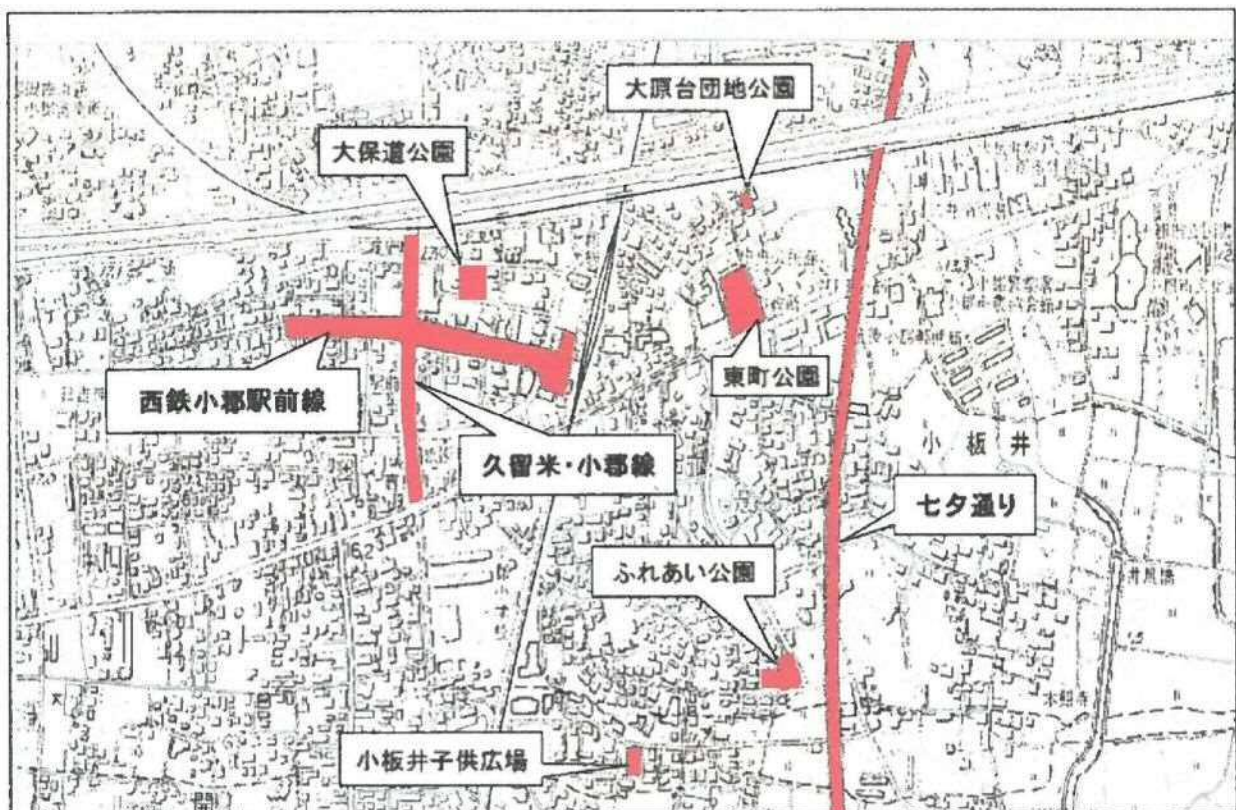 大原台団地公園
大保道公園
東町公園
西鉄小郡駅前線
久留米・小郡線
小板井
七夕通り
ふれあい公園
小板井子供広場